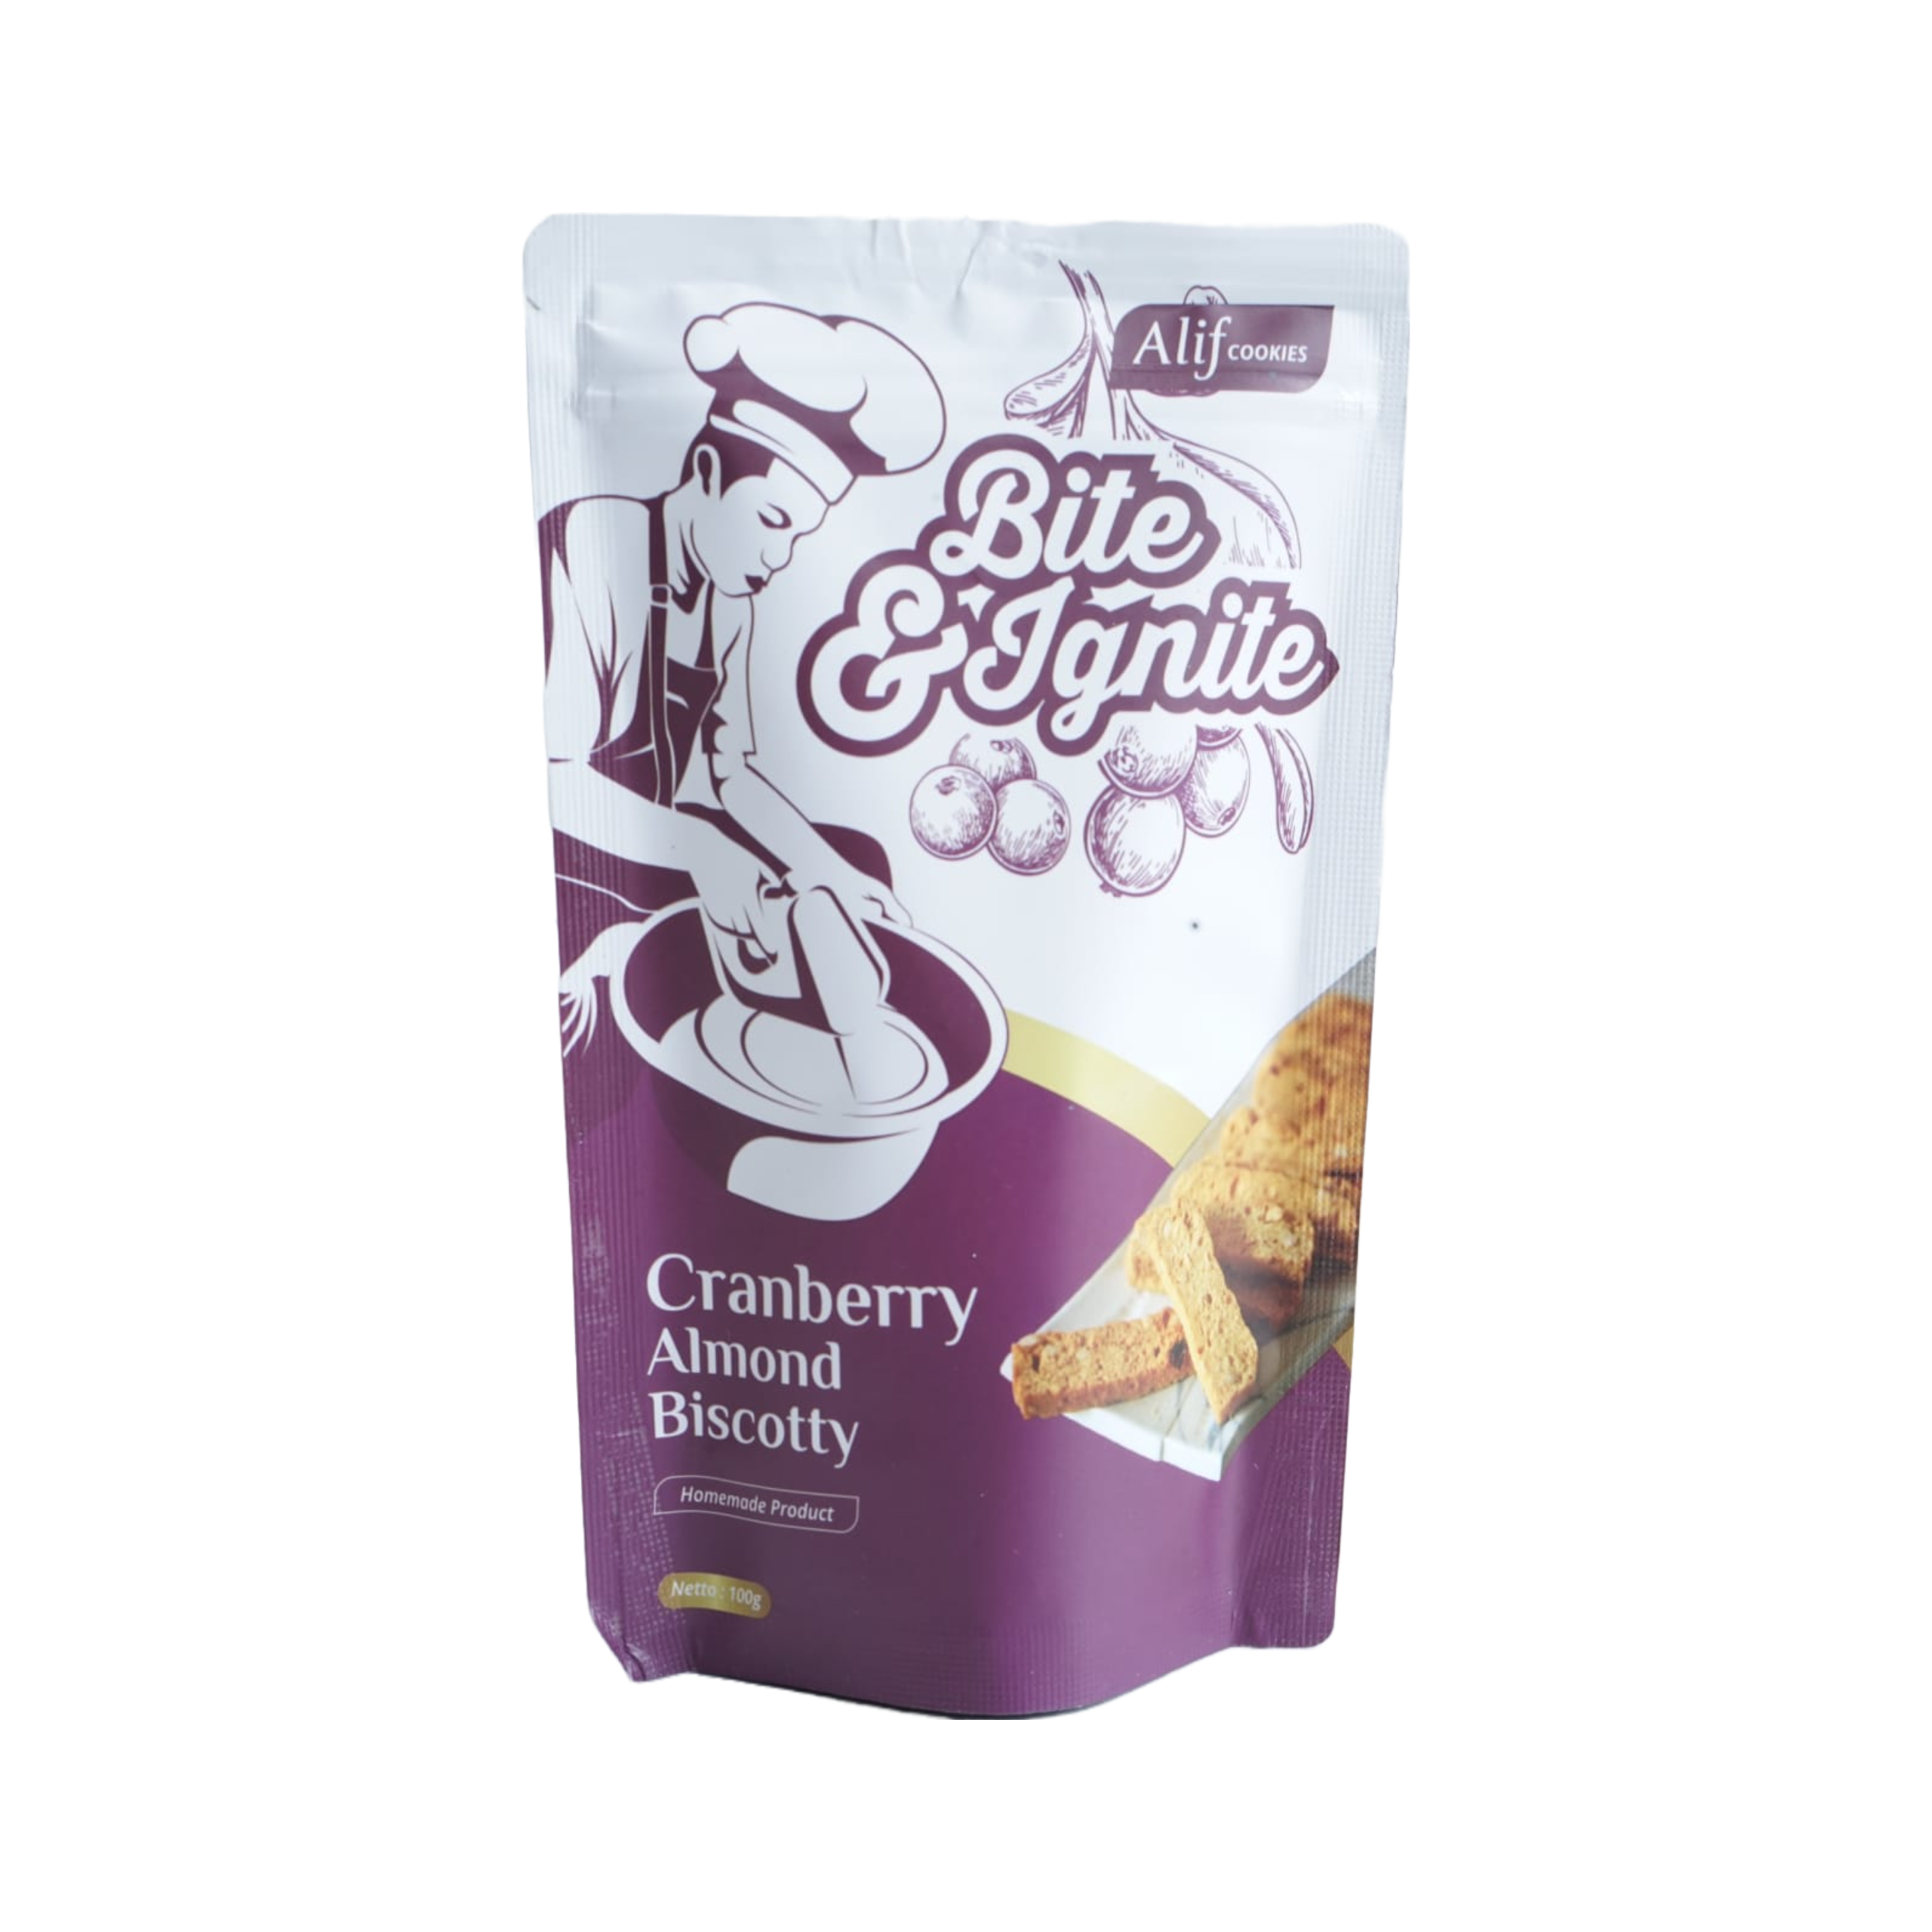 Alif COOKIES
Bite
& Ignite
Cranberry
Almond
Biscotty
Homemade Product
Netto : 100g